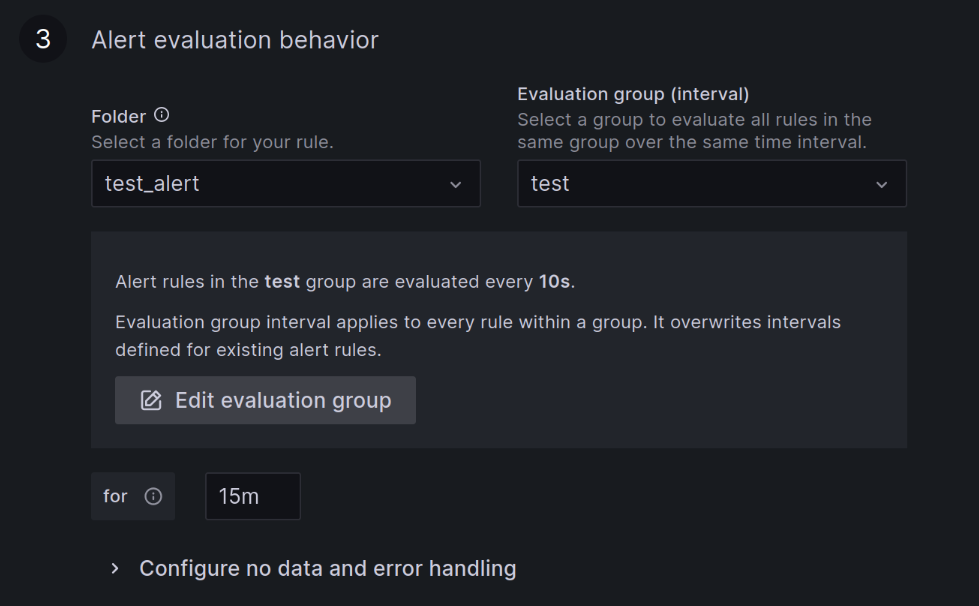 3 Alert evaluation behavior
Folder
Select a folder for your rule.
test_alert
Evaluation group (interval)
Select a group to evaluate all rules in the
same group over the same time interval.
test
Alert rules in the test group are evaluated every 10s.
Evaluation group interval applies to every rule within a group. It overwrites intervals
defined for existing alert rules.
Edit evaluation group
for 15m
Configure no data and error handling